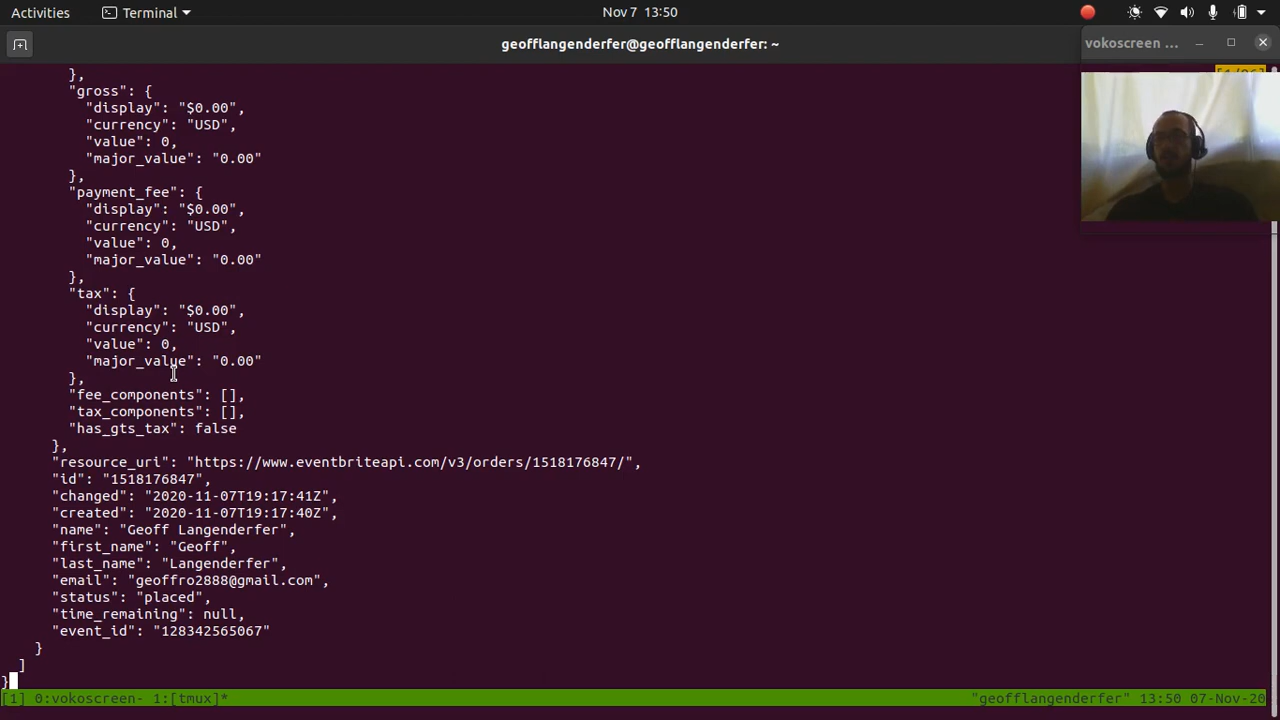 Activities
Terminal
Nov 7 13:50
geofflangenderfer@geofflangenderfer: ~
vokoscreen ...
},
"gross": {
"display": "$0.00",
"currency": "USD",
"value": 0,
"major_value": "0.00"
},
"payment_fee": {
"display": "$0.00",
"currency": "USD",
"value": 0,
"major_value": "0.00"
},
"tax": {
"display": "$0.00",
"currency": "USD",
"value": 0,
"major_value": "0.00"
},
"fee_components": [],
"tax_components": [],
"has_gts_tax": false
},
"resource_uri": "https://www.eventbriteapi.com/v3/orders/1518176847/",
"id": "1518176847",
"changed": "2020-11-07T19:17:41Z",
"created": "2020-11-07T19:17:40Z",
"name": "Geoff Langenderfer",
"first_name": "Geoff",
"last_name": "Langenderfer",
"email": "geoffro2888@gmail.com",
"status": "placed",
"time_remaining": null,
"event_id": "128342565067"
}
]
}
[1] 0:vokoscreen- 1:[tmux]*
"geofflangenderfer" 13:50 07-Nov-20